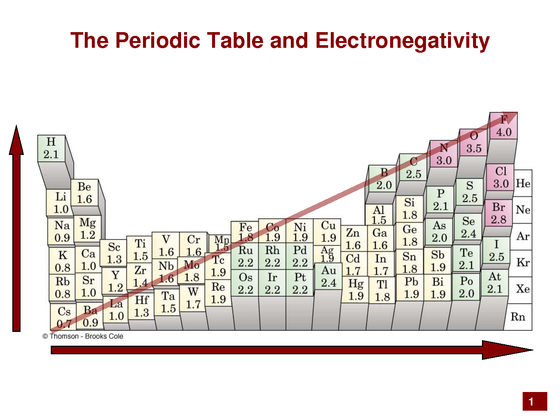 The Periodic Table and Electronegativity
H
2.1
F
4.0
O
3.5
N
3.0
C
2.5
B
2.0
Cl
3.0
He
Li
1.0
Be
1.6
Al
1.5
Si
1.8
P
2.1
S
2.5
Br
2.8
Ne
Na
0.9
Mg
1.2
Sc
1.3
Ti
1.5
V
1.6
Cr
1.6
Mn
1.5
Fe
1.8
Co
1.9
Ni
1.9
Cu
1.9
Zn
1.6
Ga
1.6
Ge
1.8
As
2.0
Se
2.4
I
2.5
Ar
K
0.8
Ca
1.0
Y
1.2
Zr
1.4
Nb
1.6
Mo
1.8
Tc
1.9
Ru
2.2
Rh
2.2
Pd
2.2
Ag
1.9
Cd
1.7
In
1.7
Sn
1.8
Sb
1.9
Te
2.1
At
2.1
Kr
Rb
0.8
Sr
1.0
La
1.0
Hf
1.3
Ta
1.5
W
1.7
Re
1.9
Os
2.2
Ir
2.2
Pt
2.2
Au
2.4
Hg
1.9
Tl
1.8
Pb
1.9
Bi
1.9
Po
2.0
Xe
Cs
0.7
Ba
0.9
Rn
© Thomson - Brooks Cole
1